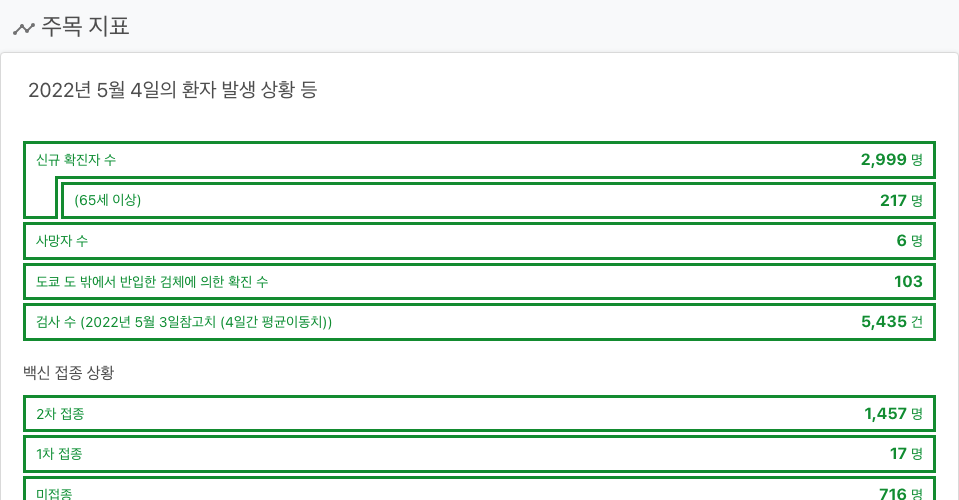 주목 지표
2022년 5월 4일의 환자 발생 상황 등
신규 확진자 수 2,999 명
(65세 이상) 217 명
사망자 수 6 명
도쿄 도 밖에서 반입한 검체에 의한 확진 수 103
검사 수 (2022년 5월 3일참고치 (4일간 평균이동치)) 5,435 건
백신 접종 상황
2차 접종 1,457 명
1차 접종 17 명
미접종 716 명